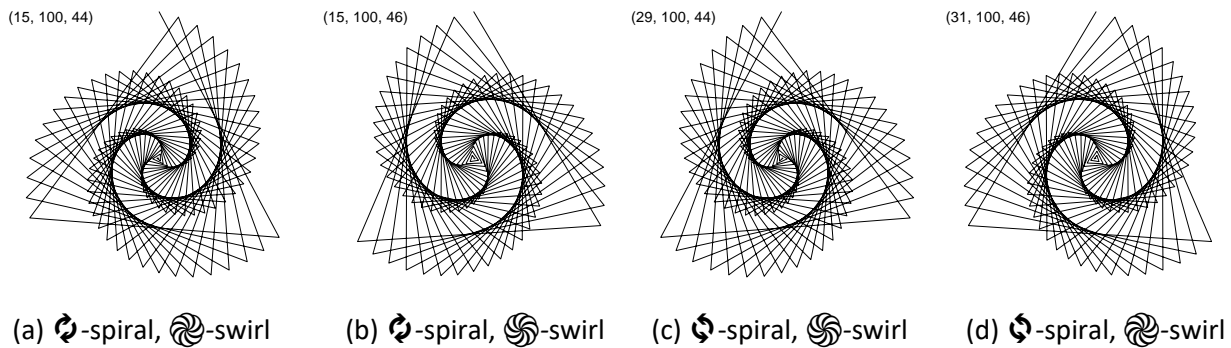 (15, 100, 44)
(15, 100, 46)
(29, 100, 44)
(31, 100, 46)
(a) -spiral, -swirl
(b) -spiral, -swirl
(c) -spiral, -swirl
(d) -spiral, -swirl